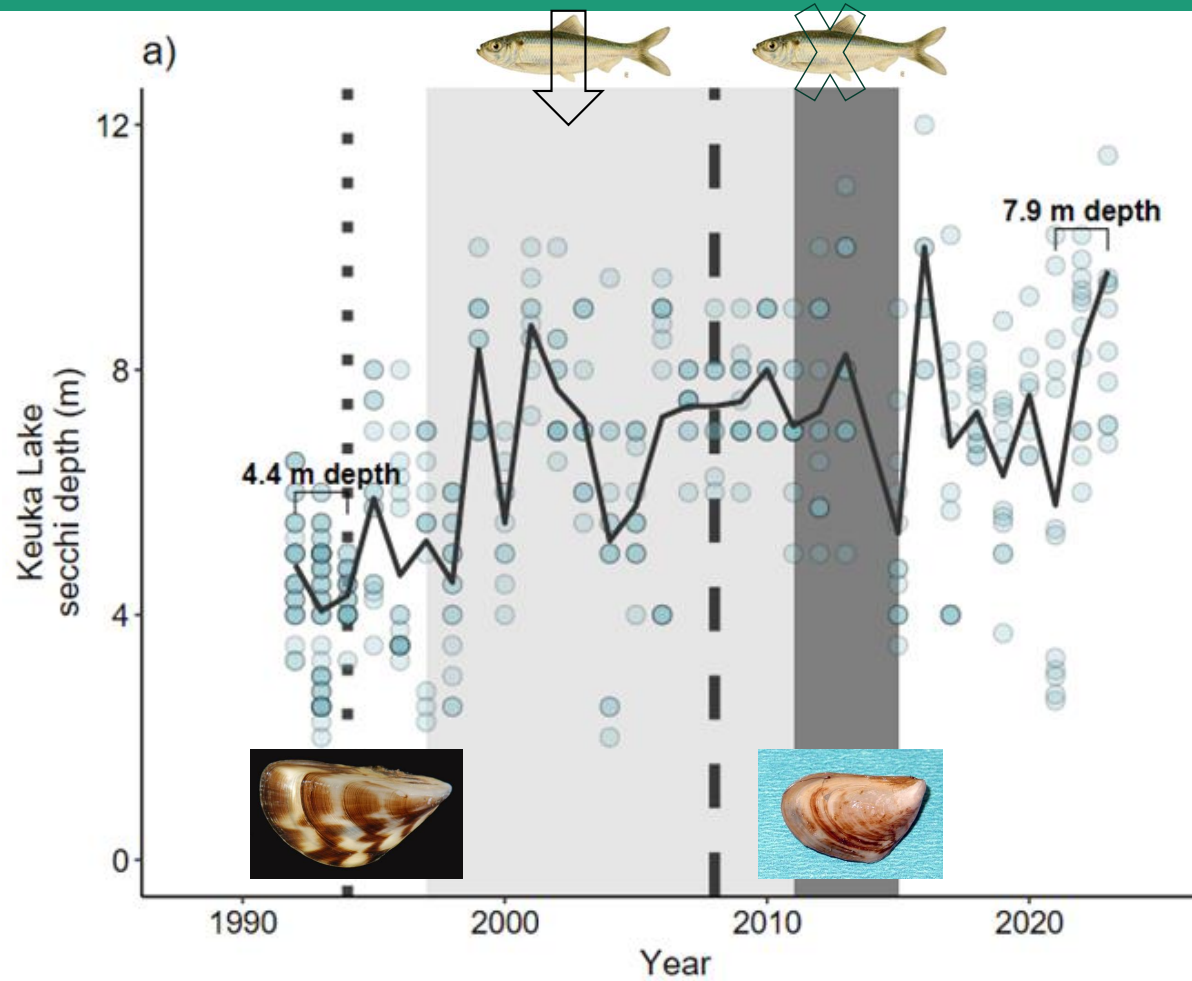 a)
12
7.9 m depth
8
Keuka Lake
secchi depth (m)
4.4 m depth
4
0
1990
2000
2010
2020
Year